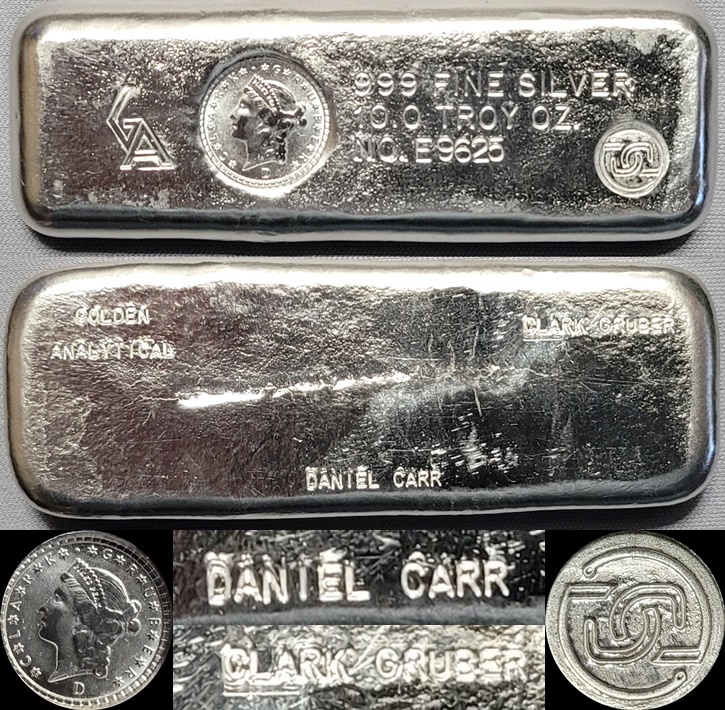 GA
C★L★A★R★K★·★G★R★U★B★E★R
D
999 FINE SILVER
10.0 TROY OZ.
NO. E9625
GOLDEN
ANALYTICAL
CLARK GRUBER
DANIEL CARR
C★L★A★R★K★·★G★R★U★B★E★R
D
DANIEL CARR
CLARK GRUBER